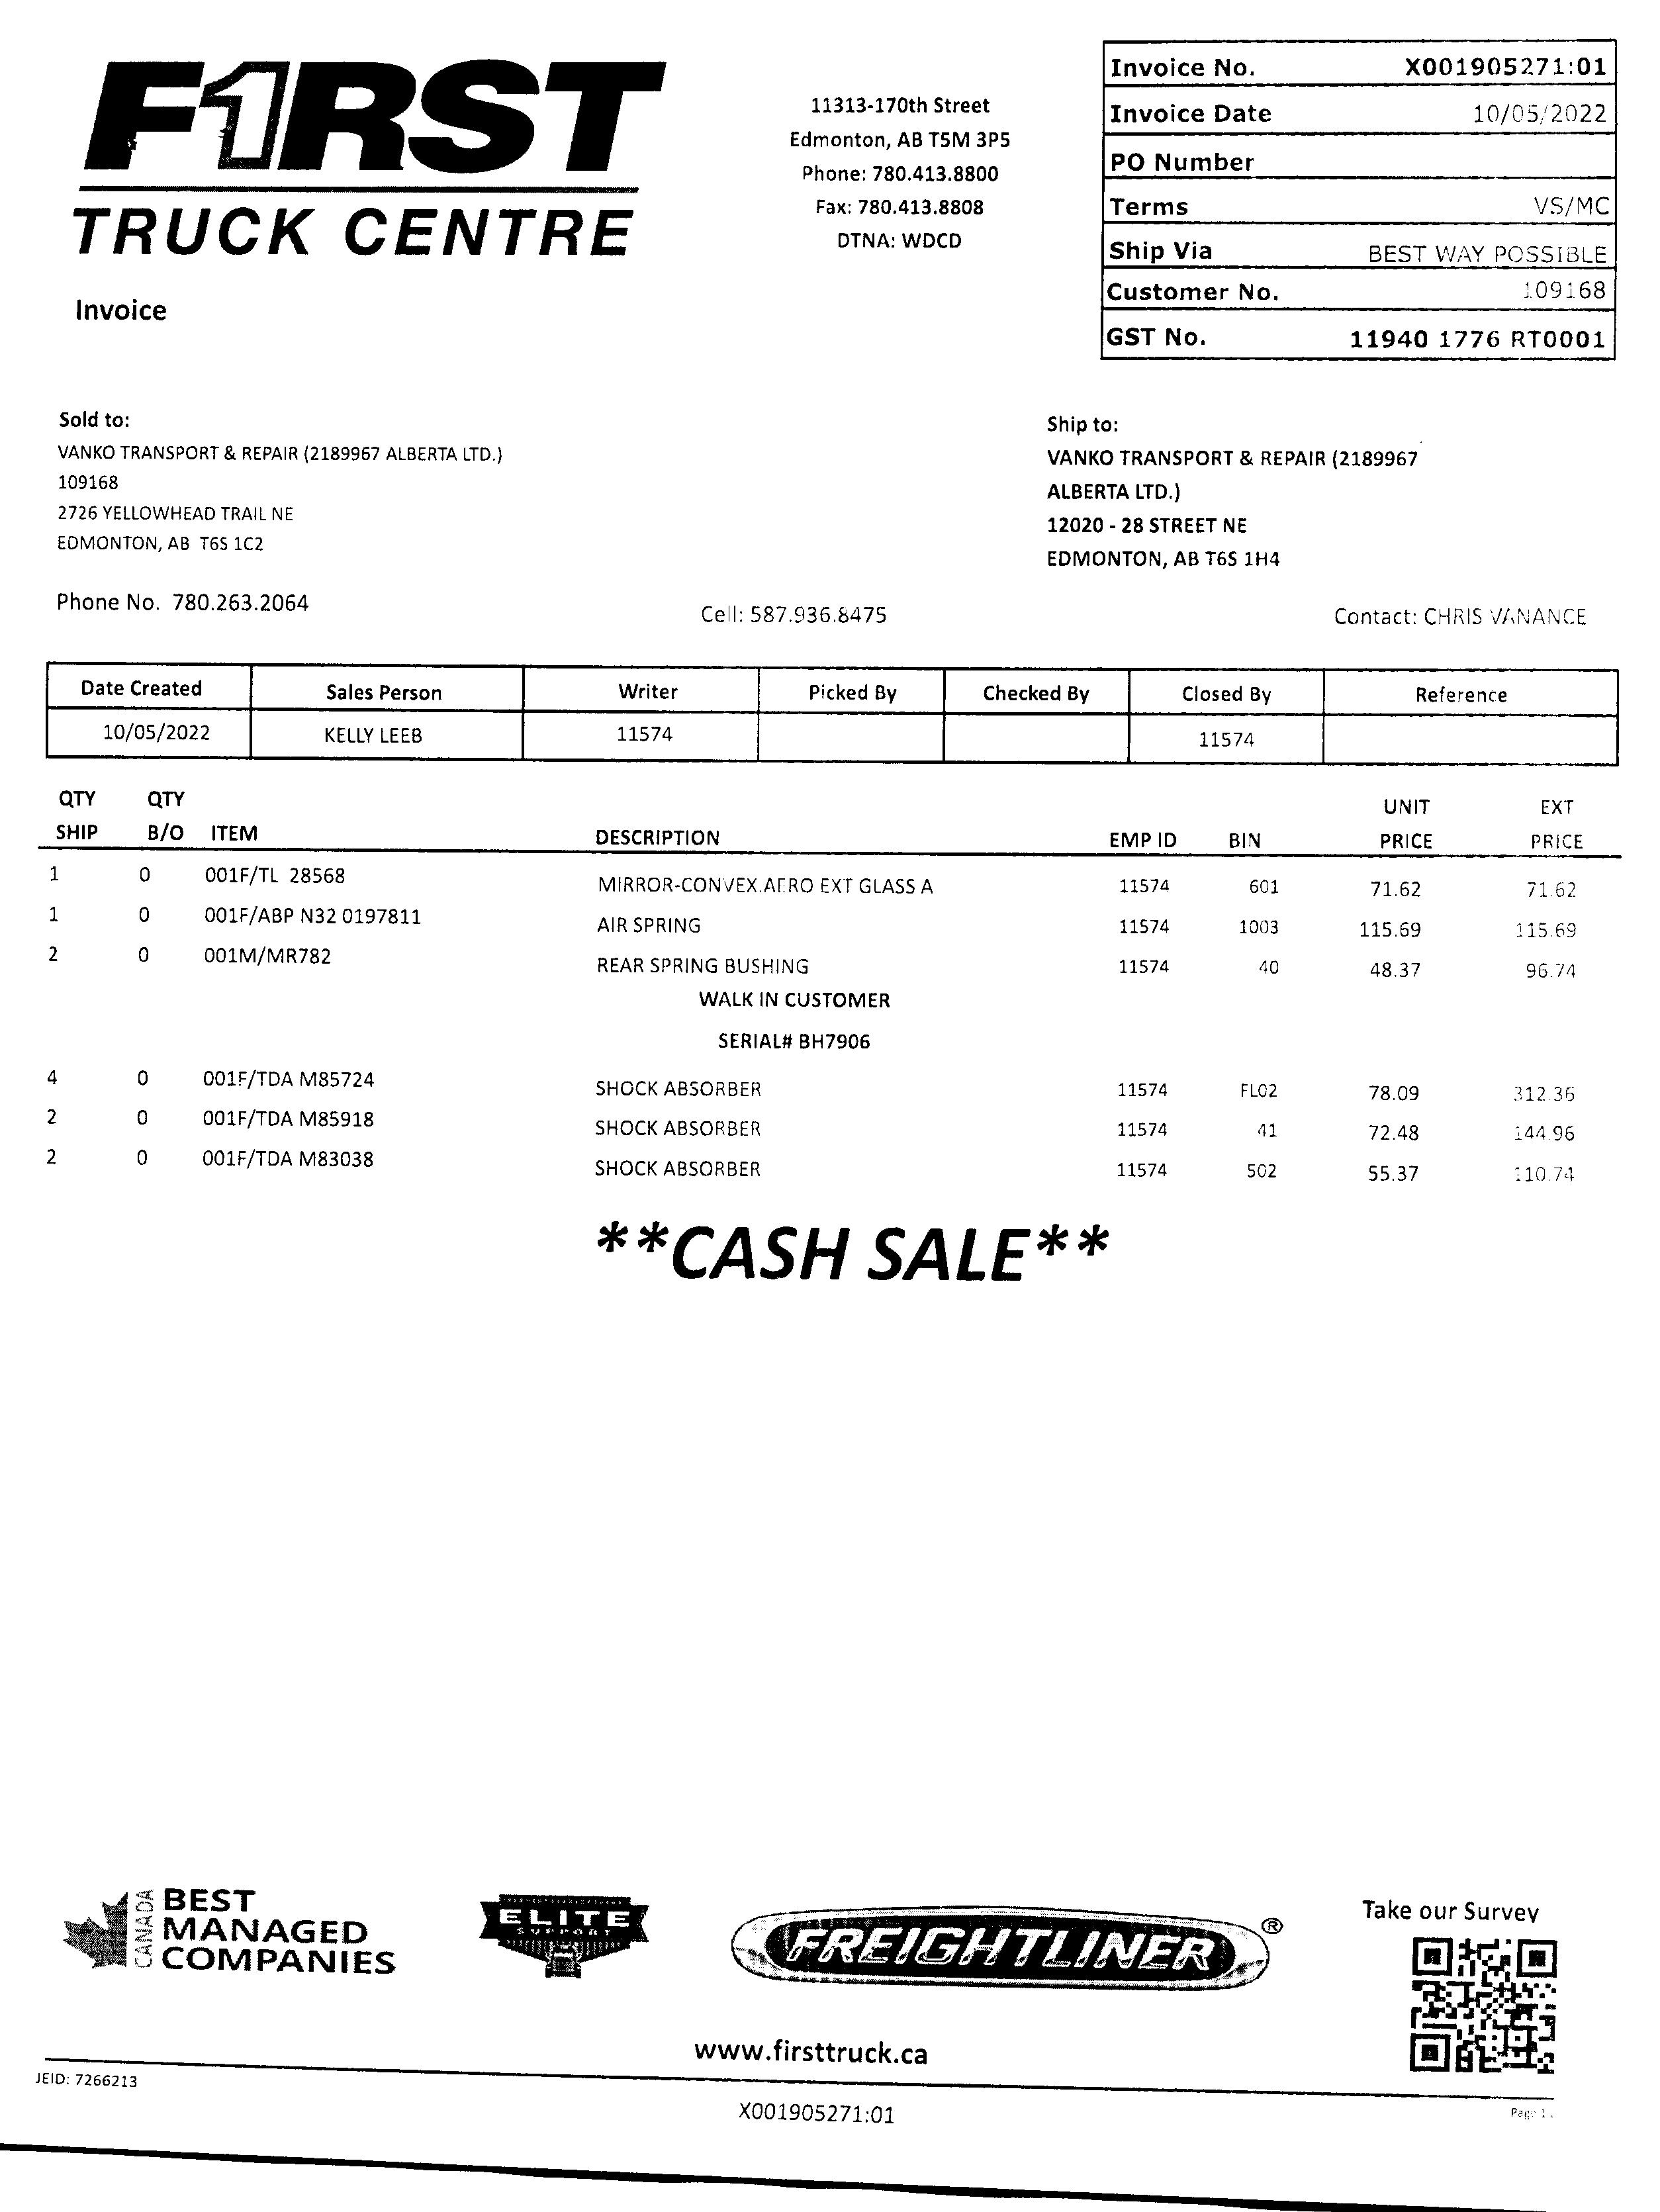 F1RST
TRUCK CENTRE
Invoice
11313-170th Street
Edmonton, AB T5M 3P5
Phone: 780.413.8800
Fax: 780.413.8808
DTNA: WDCD
Invoice No. X001905271:01
Invoice Date 10/05/2022
PO Number
Terms VS/MC
Ship Via BEST WAY POSSIBLE
Customer No. 109168
GST No. 11940 1776 RT0001
Sold to:
VANKO TRANSPORT & REPAIR (2189967 ALBERTA LTD.)
109168
2726 YELLOWHEAD TRAIL NE
EDMONTON, AB T6S 1C2
Ship to:
VANKO TRANSPORT & REPAIR (2189967
ALBERTA LTD.)
12020 - 28 STREET NE
EDMONTON, AB T6S 1H4
Phone No. 780.263.2064 Cell: 587.936.8475 Contact: CHRIS VANANCE
Date Created Sales Person Writer Picked By Checked By Closed By Reference
10/05/2022 KELLY LEEB 11574 11574
QTY QTY UNIT EXT
SHIP B/O ITEM DESCRIPTION EMP ID BIN PRICE PRICE
1 0 001F/TL 28568 MIRROR-CONVEX.AERO EXT GLASS A 11574 601 71.62 71.62
1 0 001F/ABP N32 0197811 AIR SPRING 11574 1003 115.69 115.69
2 0 001M/MR782 REAR SPRING BUSHING 11574 40 48.37 96.74
WALK IN CUSTOMER
SERIAL# BH7906
4 0 001F/TDA M85724 SHOCK ABSORBER 11574 FL02 78.09 312.36
2 0 001F/TDA M85918 SHOCK ABSORBER 11574 41 72.48 144.96
2 0 001F/TDA M83038 SHOCK ABSORBER 11574 502 55.37 110.74
**CASH SALE**
CANADA
BEST
MANAGED
COMPANIES
ELITE
SUPPORT
FREIGHTLINER®
Take our Survey
www.firsttruck.ca
JEID: 7266213
X001905271:01
Page 1